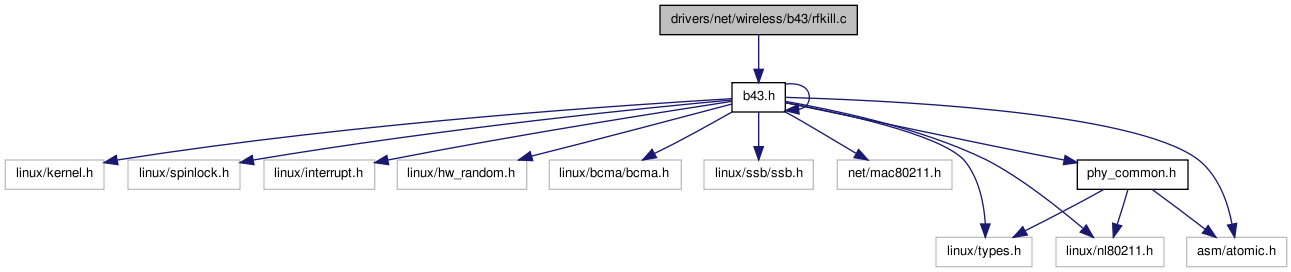 drivers/net/wireless/b43/rfkill.c
b43.h
linux/kernel.h
linux/spinlock.h
linux/interrupt.h
linux/hw_random.h
linux/bcma/bcma.h
linux/ssb/ssb.h
net/mac80211.h
phy_common.h
linux/types.h
linux/nl80211.h
asm/atomic.h